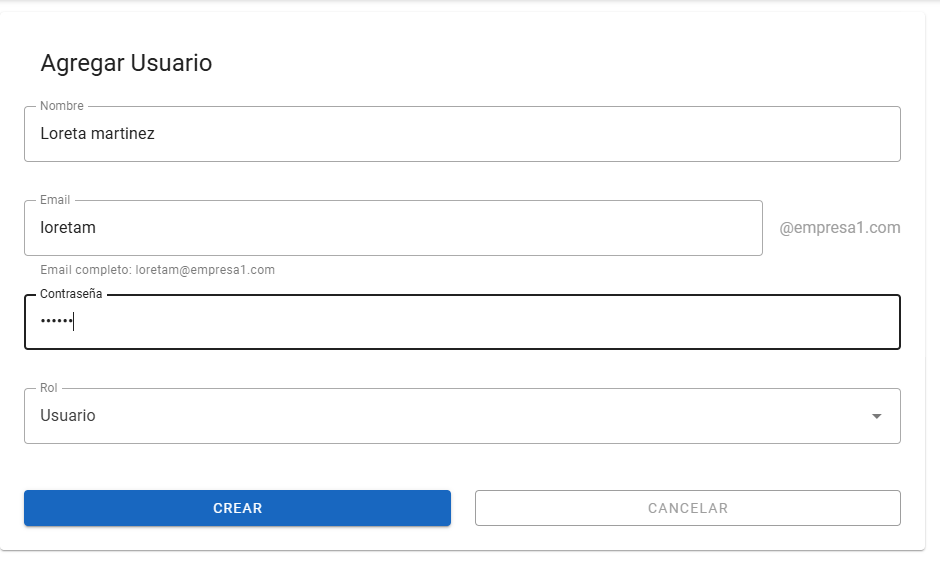 Agregar Usuario
Nombre
Loreta martinez
Email
loretam
@empresa1.com
Email completo: loretam@empresa1.com
Contraseña
••••••
Rol
Usuario
CREAR
CANCELAR